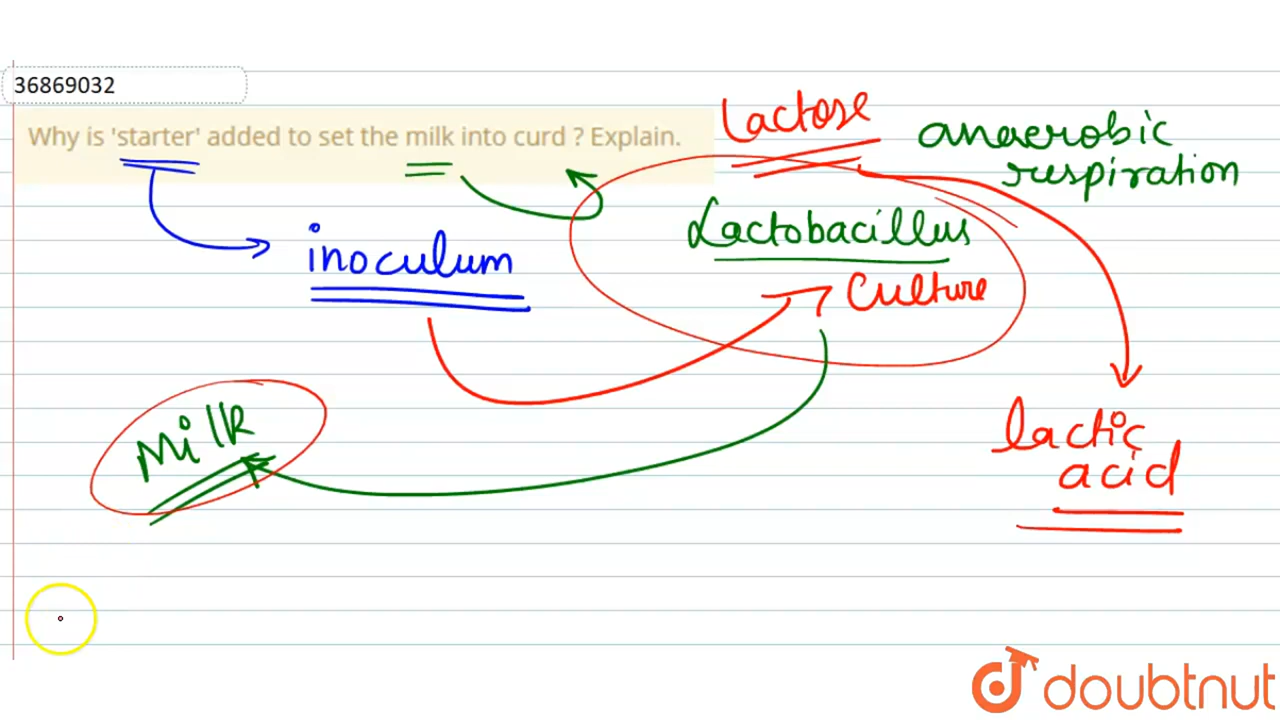 36869032
Why is 'starter' added to set the milk into curd ? Explain.
Lactose
anaerobic
respiration
Lactobacillus
inoculum
culture
Milk
lactic
acid
doubtnut